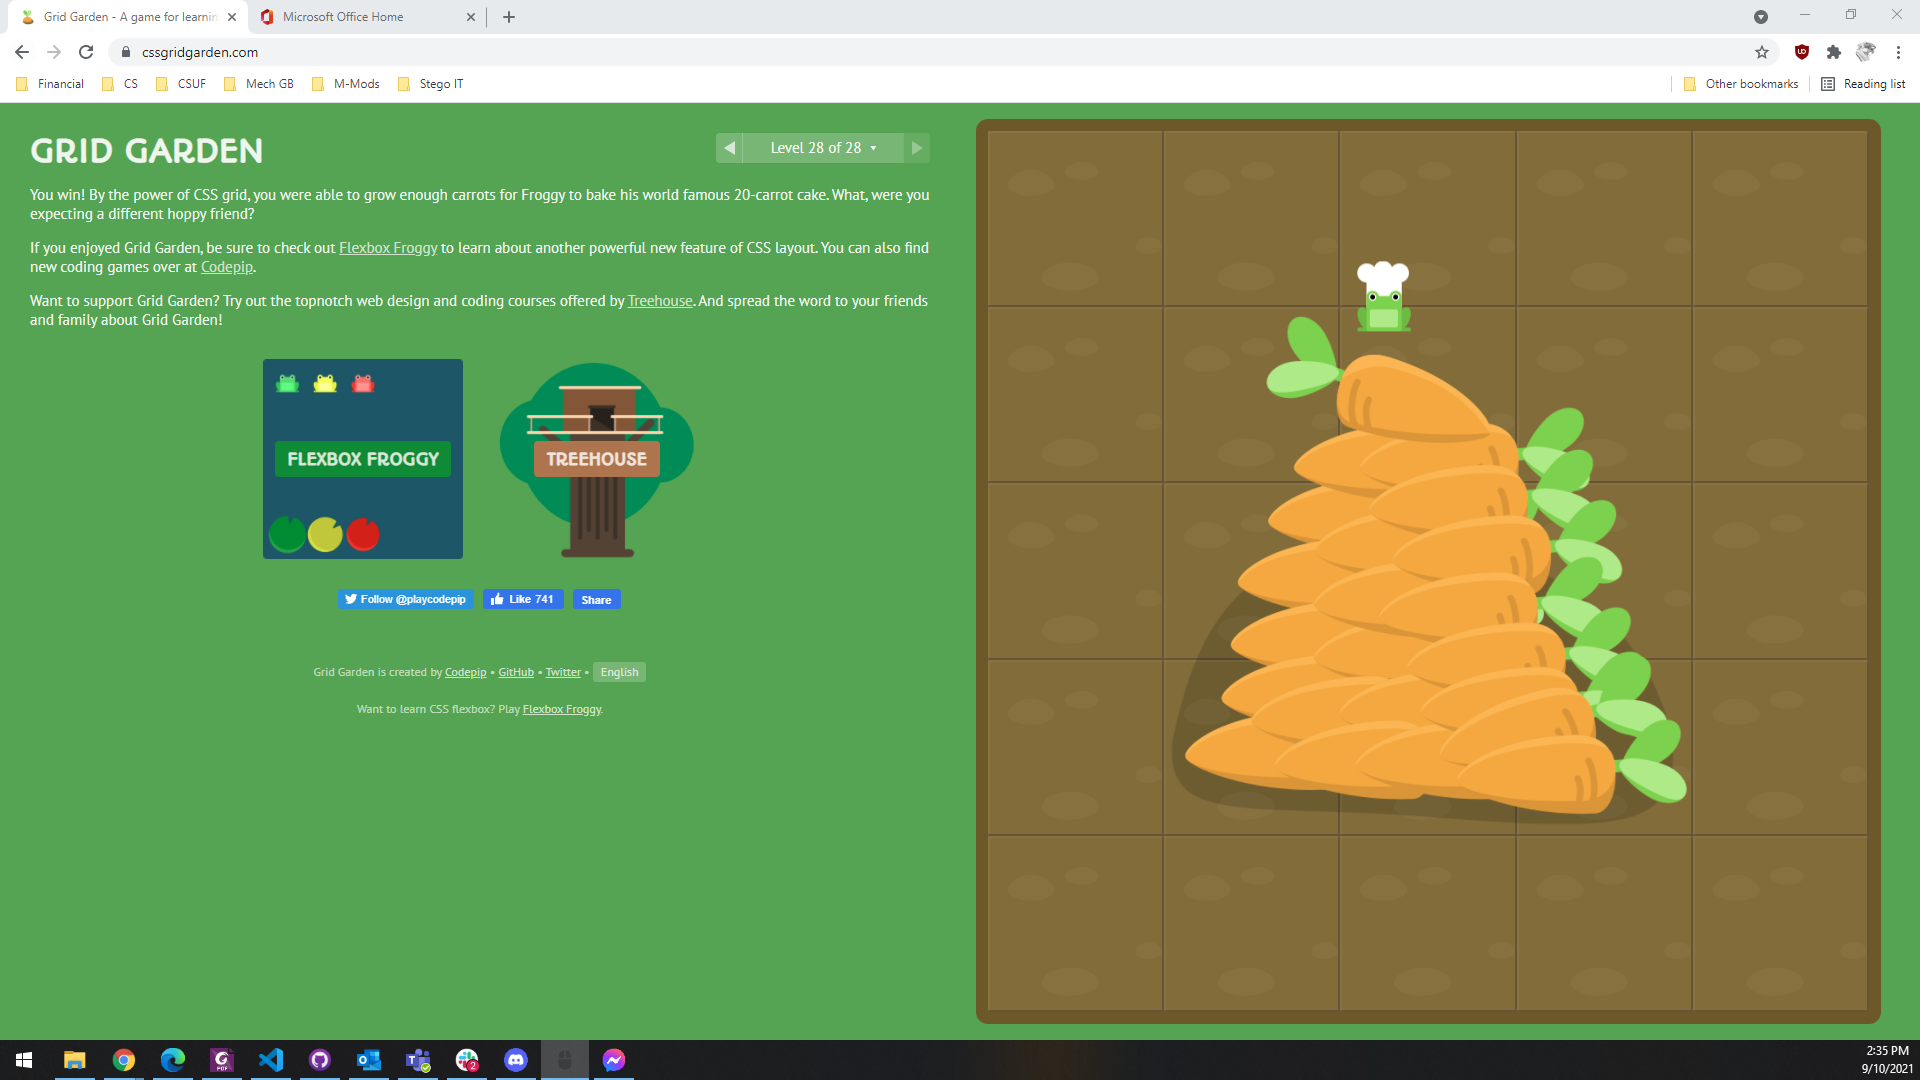 Grid Garden - A game for learnin
Microsoft Office Home
cssgridgarden.com
Financial
CS
CSUF
Mech GB
M-Mods
Stego IT
Other bookmarks
Reading list
GRID GARDEN
Level 28 of 28
You win! By the power of CSS grid, you were able to grow enough carrots for Froggy to bake his world famous 20-carrot cake. What, were you
expecting a different hoppy friend?
If you enjoyed Grid Garden, be sure to check out Flexbox Froggy to learn about another powerful new feature of CSS layout. You can also find
new coding games over at Codepip.
Want to support Grid Garden? Try out the topnotch web design and coding courses offered by Treehouse. And spread the word to your friends
and family about Grid Garden!
FLEXBOX FROGGY
TREEHOUSE
Follow @playcodepip
Like 741
Share
Grid Garden is created by Codepip • GitHub • Twitter • English
Want to learn CSS flexbox? Play Flexbox Froggy.
2:35 PM
9/10/2021